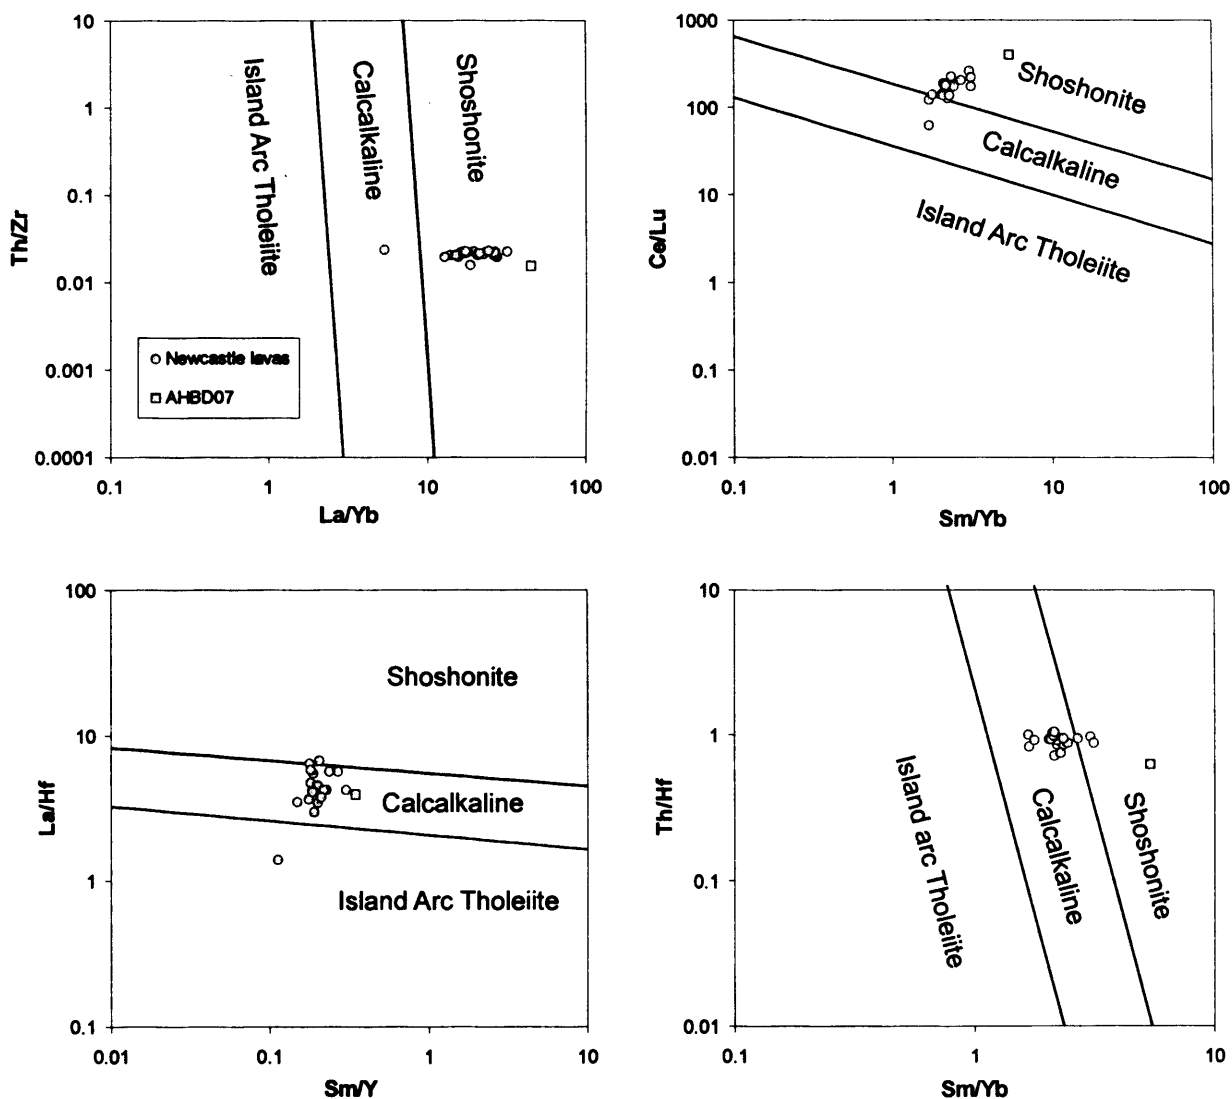 10
1
0.1
0.01
0.001
0.0001
Th/Zr
Island Arc Tholeiite
Calcalkaline
Shoshonite
Newcastle lavas
AHBD07
0.1
1
10
100
La/Yb
1000
100
10
1
0.1
0.01
Ce/Lu
Shoshonite
Calcalkaline
Island Arc Tholeiite
0.1
1
10
100
Sm/Yb
100
10
1
0.1
La/Hf
Shoshonite
Calcalkaline
Island Arc Tholeiite
0.01
0.1
1
10
Sm/Y
10
1
0.1
0.01
Th/Hf
Island arc Tholeiite
Calcalkaline
Shoshonite
0.1
1
10
Sm/Yb